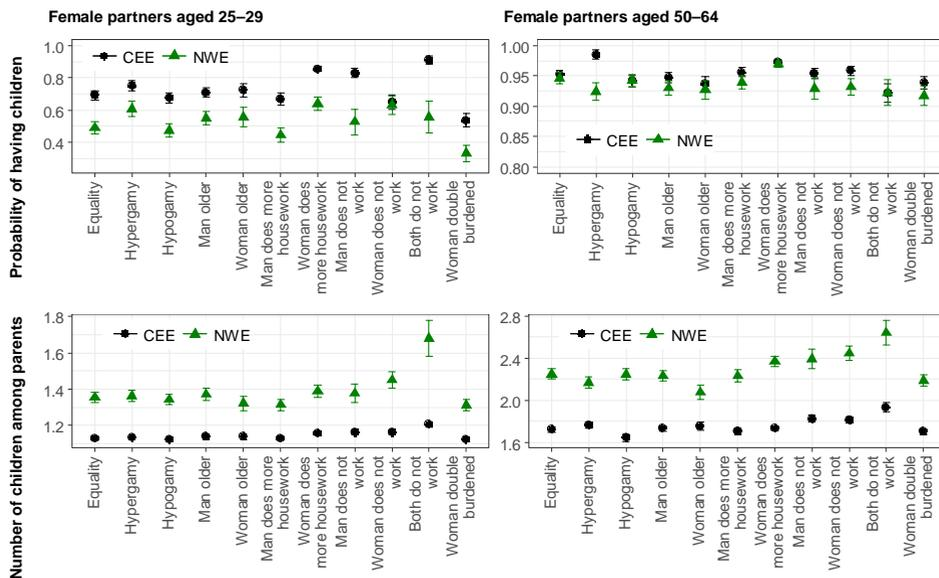 Female partners aged 25–29
Female partners aged 50–64
Probability of having children
1.0
0.8
0.6
0.4
CEE NWE
Equality
Hypergamy
Hypogamy
Man older
Woman older
Man does more
housework
Woman does
more housework
Man does not
work
Woman does not
work
Both do not
work
Woman double
burdened
1.00
0.95
0.90
0.85
0.80
CEE NWE
Equality
Hypergamy
Hypogamy
Man older
Woman older
Man does more
housework
Woman does
more housework
Man does not
work
Woman does not
work
Both do not
work
Woman double
burdened
Number of children among parents
1.8
1.6
1.4
1.2
CEE NWE
Equality
Hypergamy
Hypogamy
Man older
Woman older
Man does more
housework
Woman does
more housework
Man does not
work
Woman does not
work
Both do not
work
Woman double
burdened
2.8
2.4
2.0
1.6
CEE NWE
Equality
Hypergamy
Hypogamy
Man older
Woman older
Man does more
housework
Woman does
more housework
Man does not
work
Woman does not
work
Both do not
work
Woman double
burdened